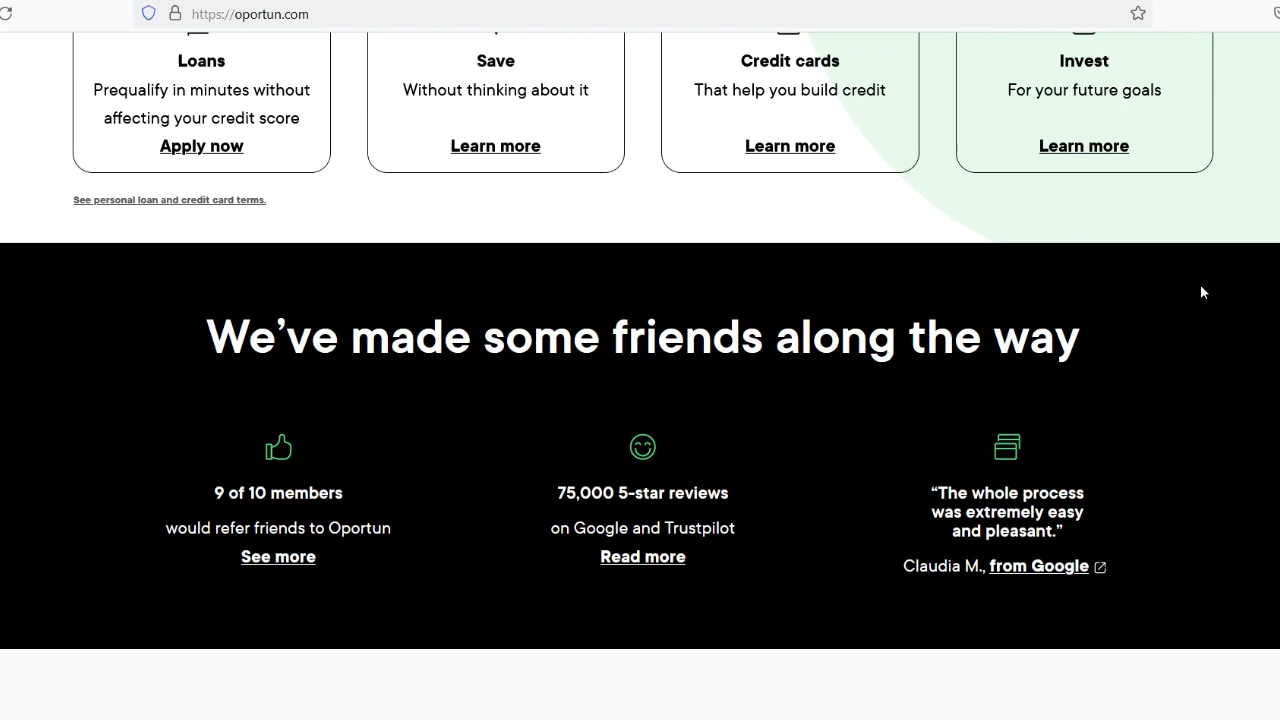 https://oportun.com
Loans
Save
Credit cards
Invest
Prequalify in minutes without
affecting your credit score
Without thinking about it
That help you build credit
For your future goals
Apply now
Learn more
Learn more
Learn more
See personal loan and credit card terms.
We’ve made some friends along the way
9 of 10 members
would refer friends to Oportun
See more
75,000 5-star reviews
on Google and Trustpilot
Read more
“The whole process
was extremely easy
and pleasant.”
Claudia M., from Google